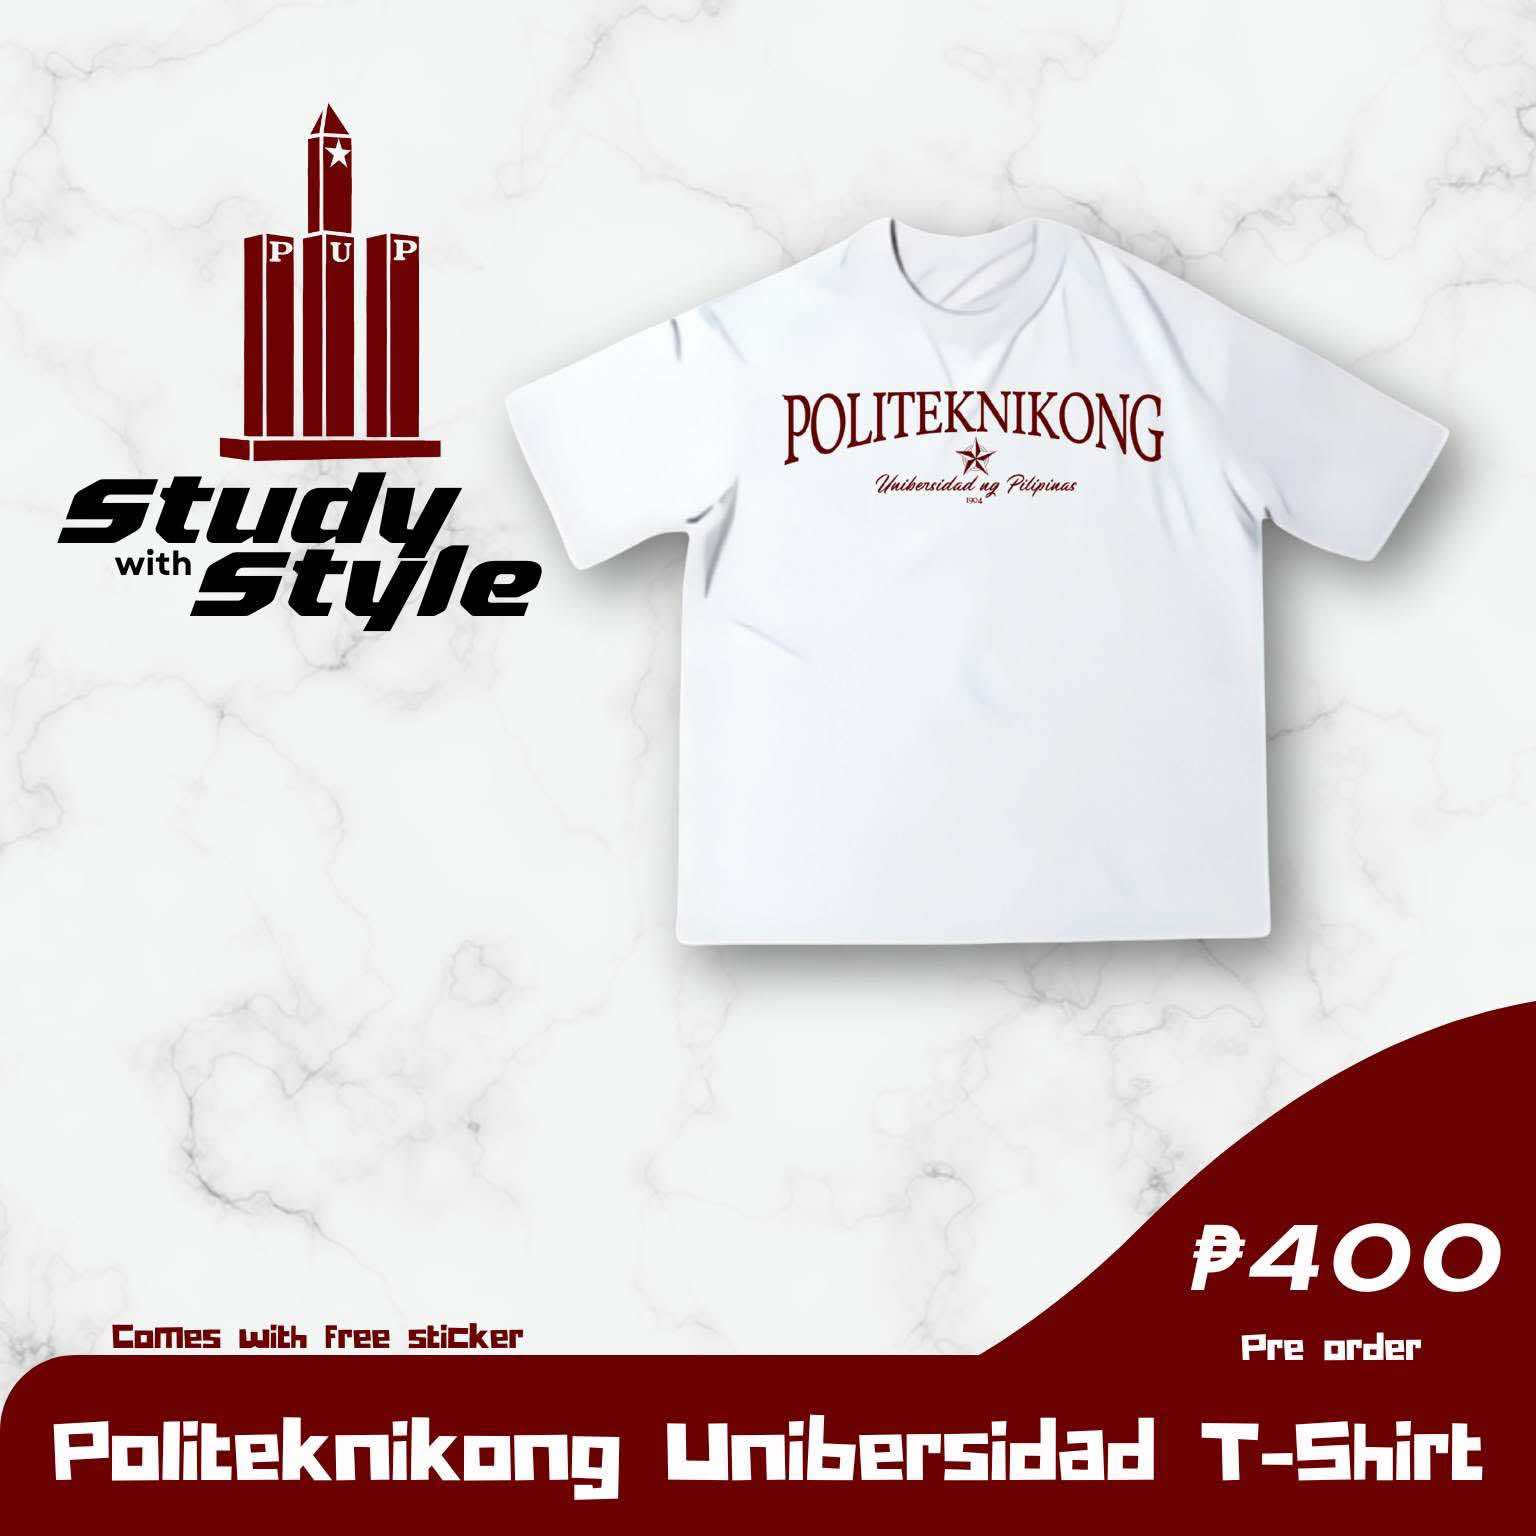 P U P
Study
with Style
POLITEKNIKONG
Unibersidad ng Pilipinas
1904
₱400
Pre order
Comes with free sticker
Politeknikong Unibersidad T-Shirt